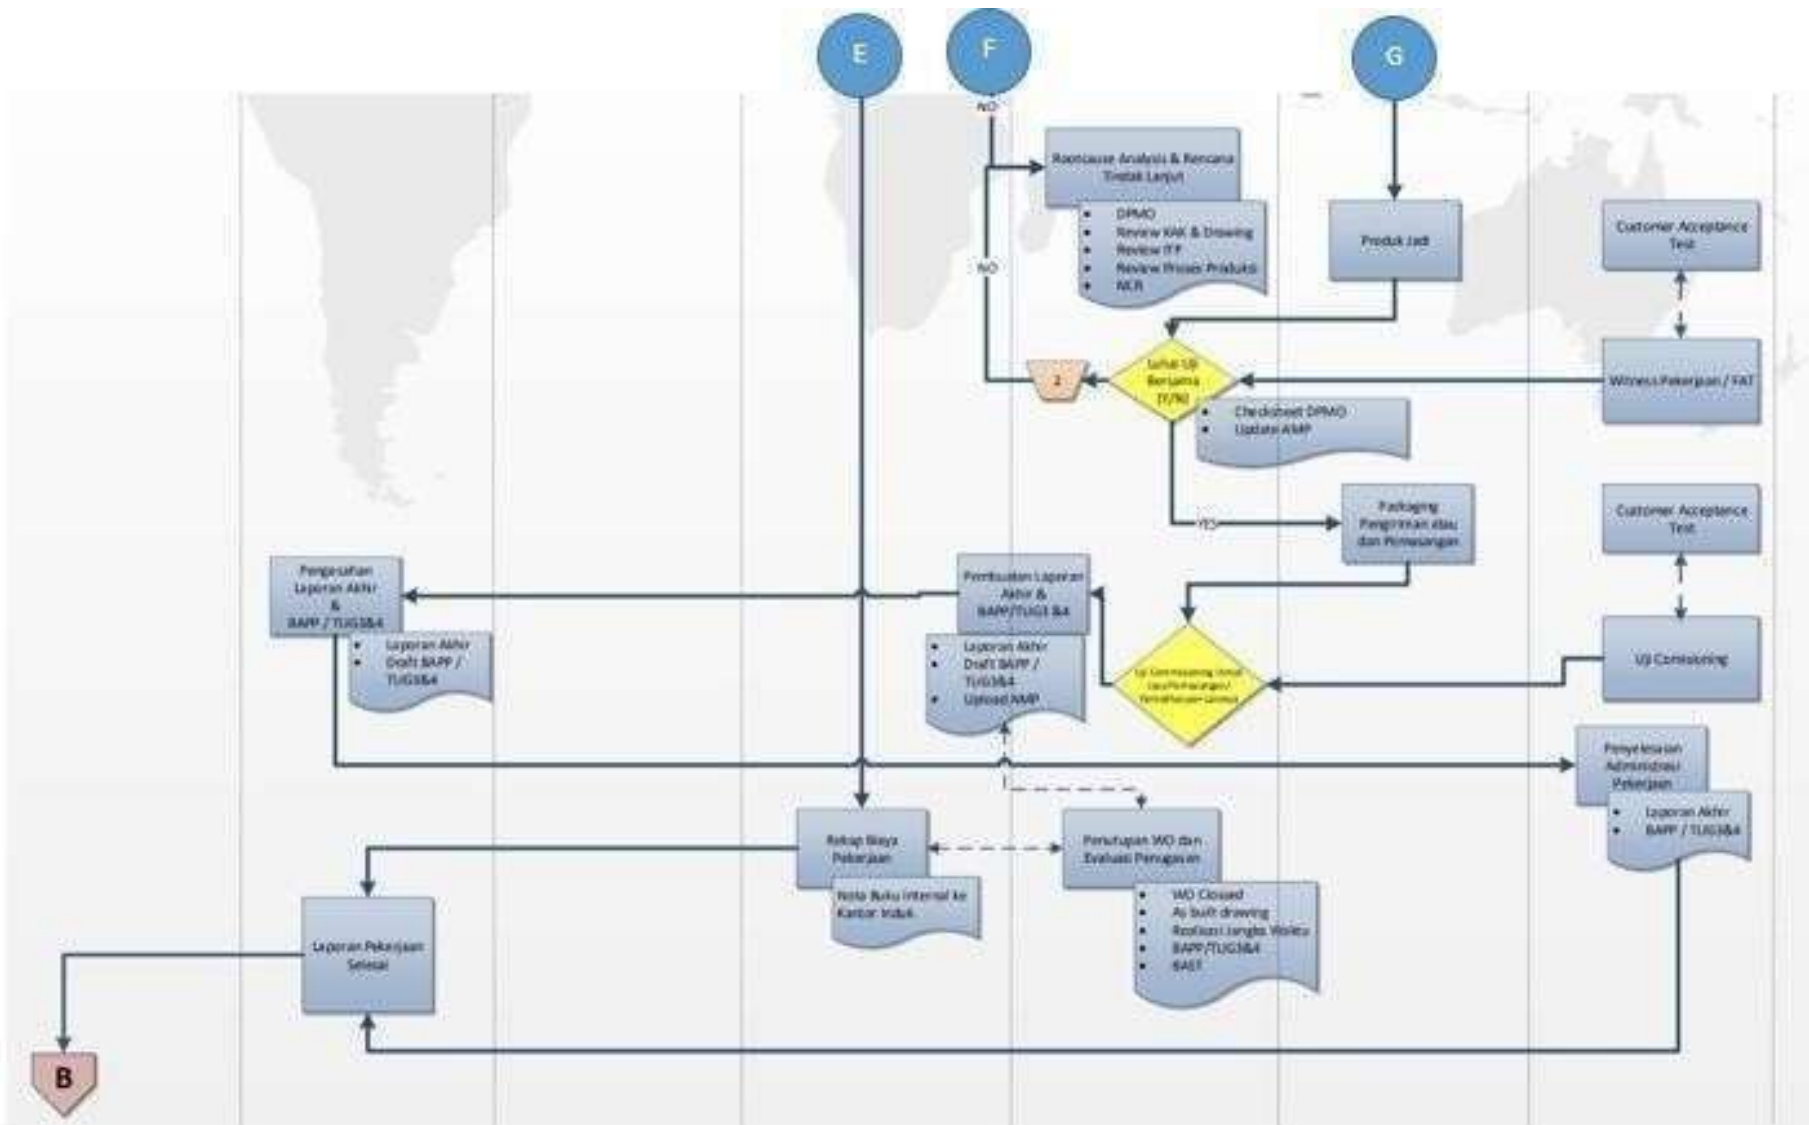 E
F
G
NO
Rootcause Analysis & Rencana
Tindak Lanjut
DPMO
Review KAK & Drawing
Review ITP
Review Proses Produksi
NCR
Produk Jadi
Customer Acceptance
Test
NO
2
Bersama
(Y/N)
Witness Pekerjaan / FAT
Checksheet DPMO
Update AMP
YES
Packaging
Pengiriman atau
dan Pemasangan
Customer Acceptance
Test
Pengesahan
Laporan Akhir
&
BAPP / TUG3&4
Laporan Akhir
Draft BAPP /
TUG3&4
Pembuatan Laporan
Akhir &
BAPP/TUG3 &4
Laporan Akhir
Draft BAPP /
TUG3&4
Upload
Uji Comisioning
Penyelesaian
Administrasi
Pekerjaan
Laporan Akhir
BAPP / TUG3&4
Rekap Biaya
Pekerjaan
Nota Buku Internal ke
Kantor Induk
Penutupan WO dan
Evaluasi Penugasan
WO Closed
As built drawing
Realisasi Jangka Waktu
BAPP/TUG3&4
BAST
Laporan Pekerjaan
Selesai
B